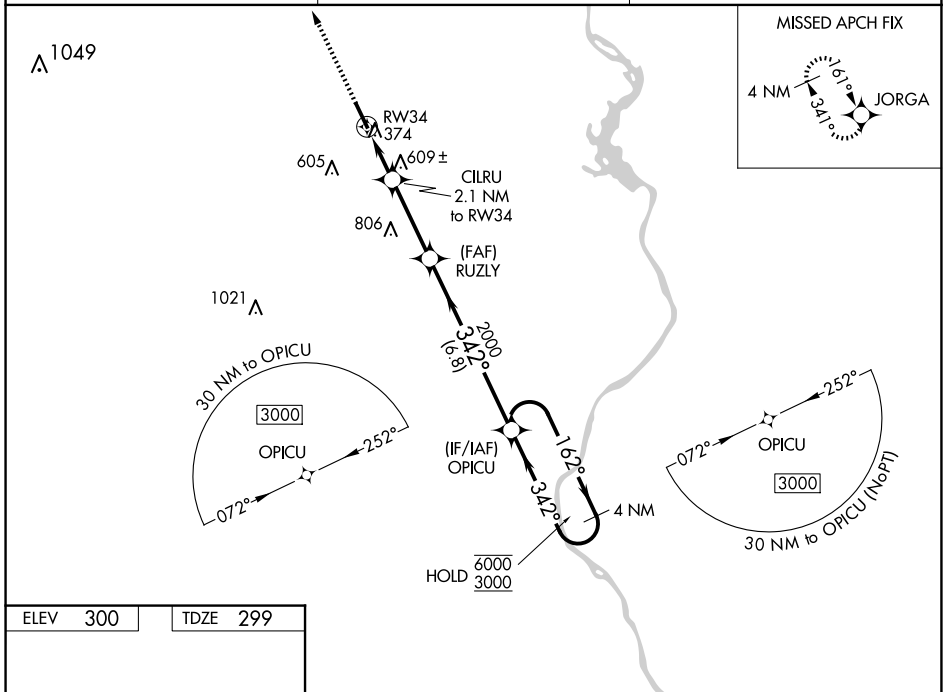 1049
MISSED APCH FIX
4 NM
161°
341°
JORGA
RW34
374
605
609±
CILRU
2.1 NM
to RW34
806
(FAF)
RUZLY
1021
2000
342°
(6.8)
30 NM to OPICU
3000
OPICU
252°
072°
(IF/IAF)
OPICU
162°
342°
4 NM
HOLD
6000
3000
252°
072°
OPICU
3000
30 NM to OPICU (NoPT)
ELEV 300
TDZE 299